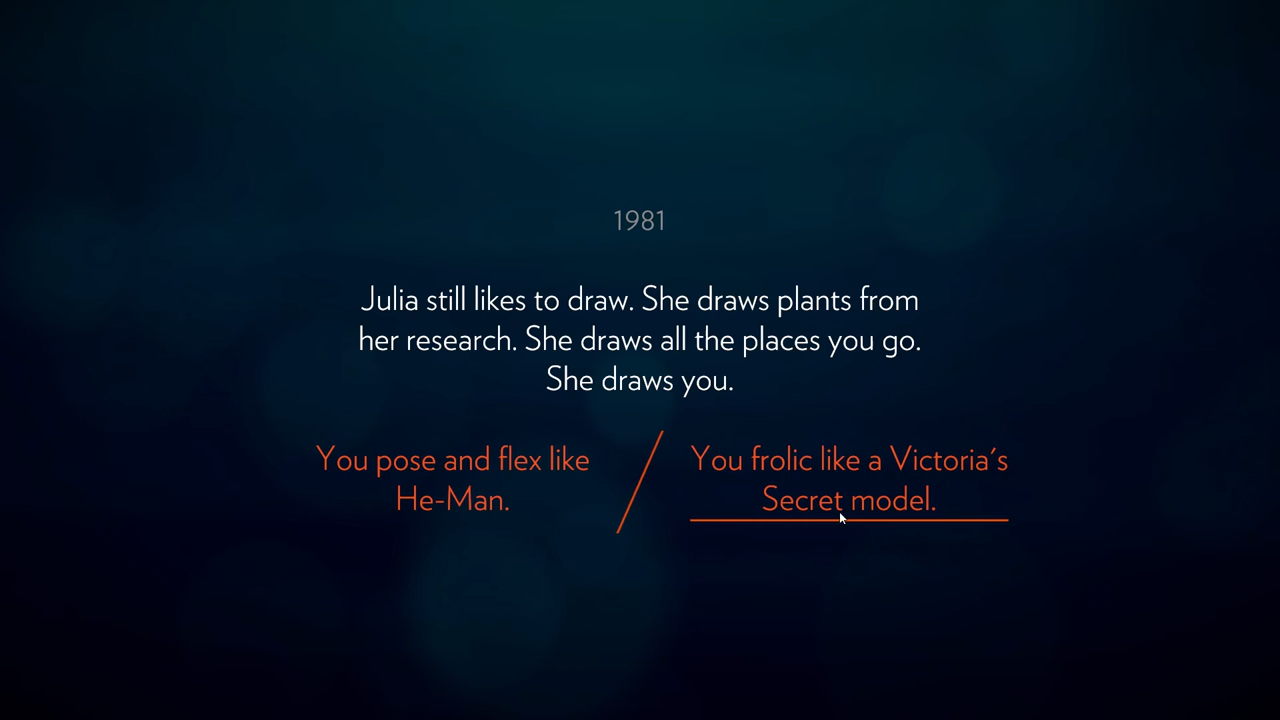 1981
Julia still likes to draw. She draws plants from
her research. She draws all the places you go.
She draws you.
You pose and flex like
He-Man.
You frolic like a Victoria's
Secret model.